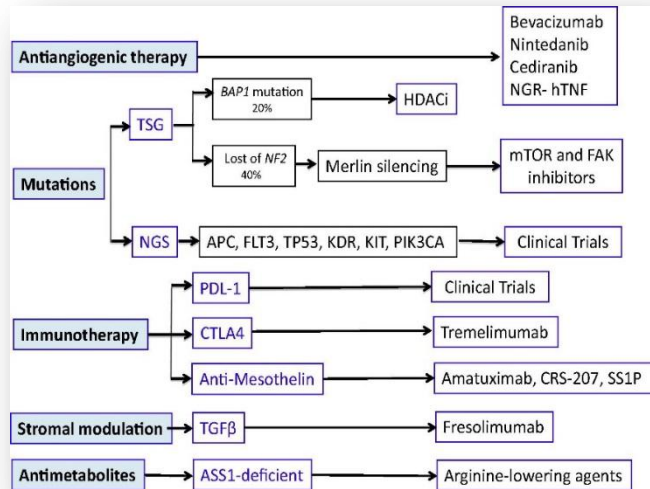 Bevacizumab
Nintedanib
Cediranib
NGR- hTNF
Antiangiogenic therapy
BAP1 mutation
20%
HDACi
TSG
Lost of NF2
40%
Merlin silencing
mTOR and FAK
inhibitors
Mutations
NGS
APC, FLT3, TP53, KDR, KIT, PIK3CA
Clinical Trials
PDL-1
Clinical Trials
Immunotherapy
CTLA4
Tremelimumab
Anti-Mesothelin
Amatuximab, CRS-207, SS1P
Stromal modulation
TGFβ
Fresolimumab
Antimetabolites
ASS1-deficient
Arginine-lowering agents